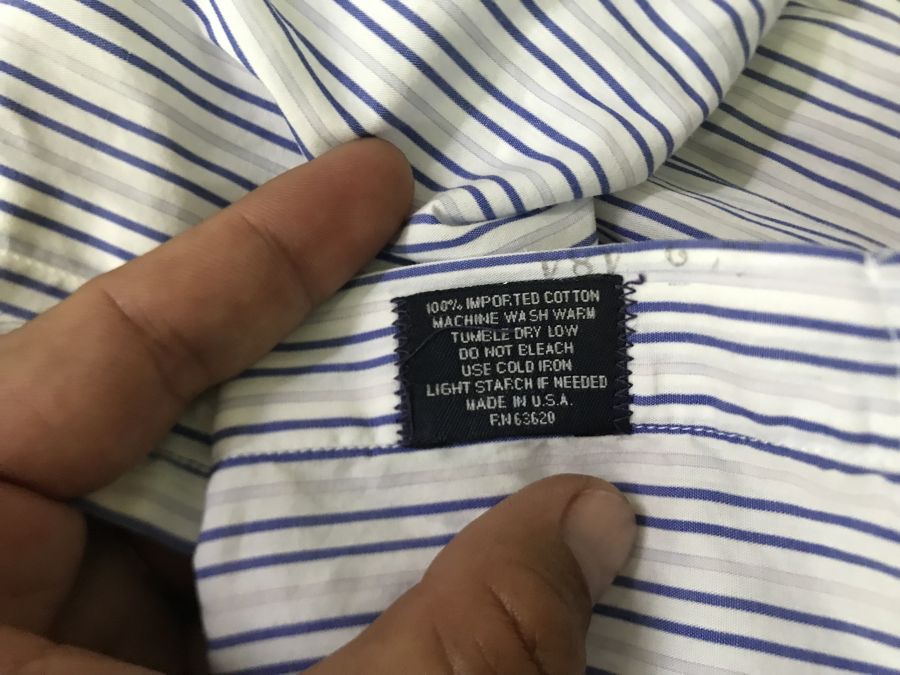 100% IMPORTED COTTON
MACHINE WASH WARM
TUMBLE DRY LOW
DO NOT BLEACH
USE COLD IRON
LIGHT STARCH IF NEEDED
MADE IN U.S.A.
RN 63620